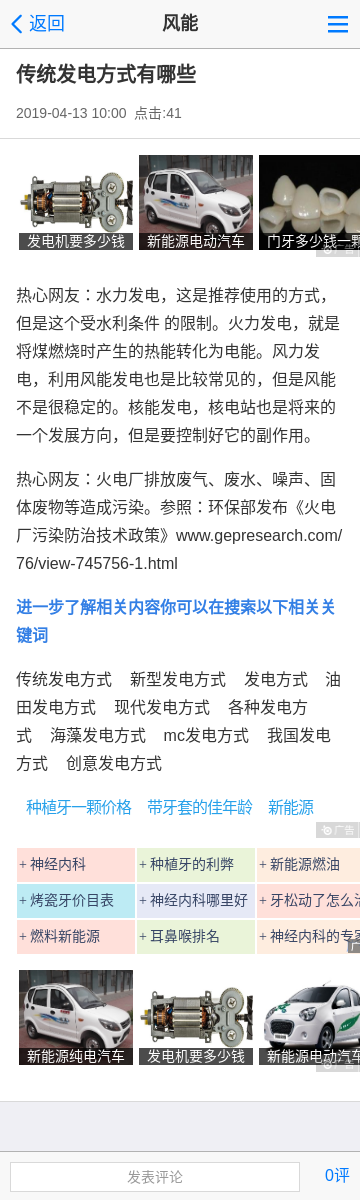 返回
风能
传统发电方式有哪些
2019-04-13 10:00 点击:41
发电机要多少钱
新能源电动汽车
门牙多少钱一颗
广告
热心网友：水力发电，这是推荐使用的方式，
但是这个受水利条件 的限制。火力发电，就是
将煤燃烧时产生的热能转化为电能。风力发
电，利用风能发电也是比较常见的，但是风能
不是很稳定的。核能发电，核电站也是将来的
一个发展方向，但是要控制好它的副作用。
热心网友：火电厂排放废气、废水、噪声、固
体废物等造成污染。参照：环保部发布《火电
厂污染防治技术政策》www.gepresearch.com/
76/view-745756-1.html
进一步了解相关内容你可以在搜索以下相关关
键词
传统发电方式 新型发电方式 发电方式 油
田发电方式 现代发电方式 各种发电方
式 海藻发电方式 mc发电方式 我国发电
方式 创意发电方式
种植牙一颗价格 带牙套的佳年龄 新能源
广告
+ 神经内科 + 种植牙的利弊 + 新能源燃油
+ 烤瓷牙价目表 + 神经内科哪里好 + 牙松动了怎么
+ 燃料新能源 + 耳鼻喉排名 + 神经内科的专
新能源纯电汽车
发电机要多少钱
新能源电动汽车
广告
发表评论
0评